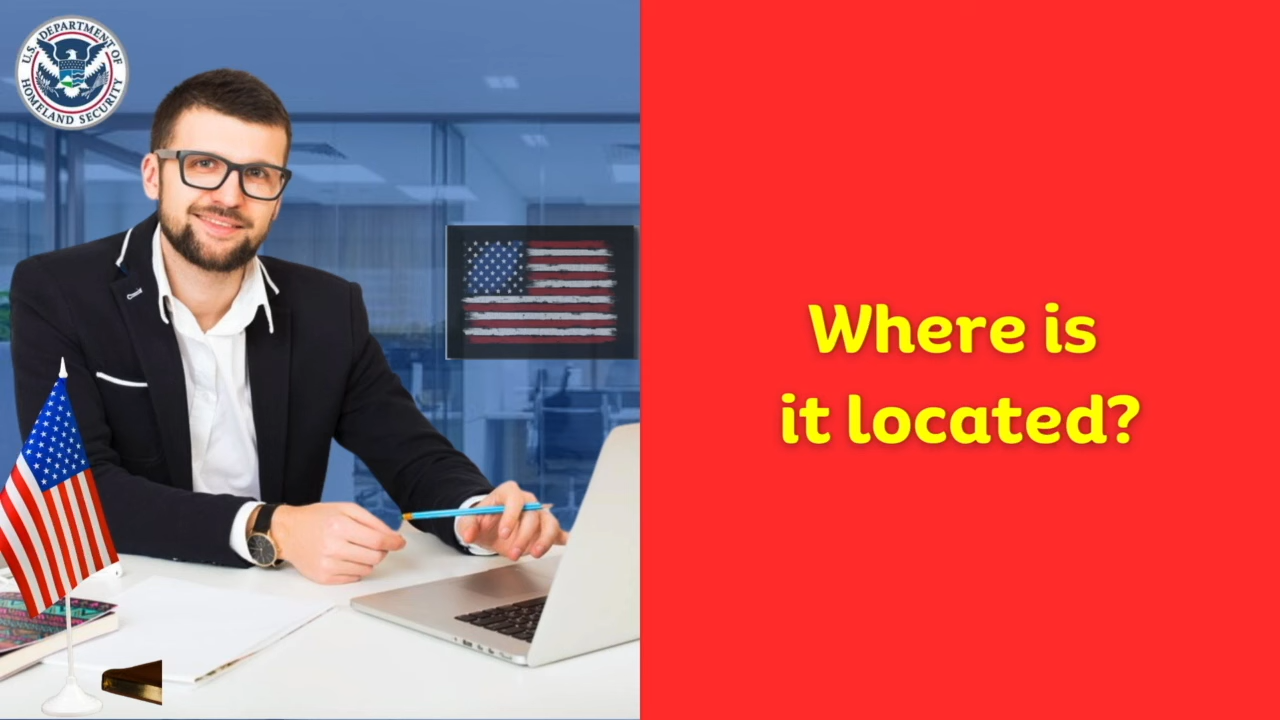 U.S. DEPARTMENT OF
HOMELAND SECURITY
Where is
it located?